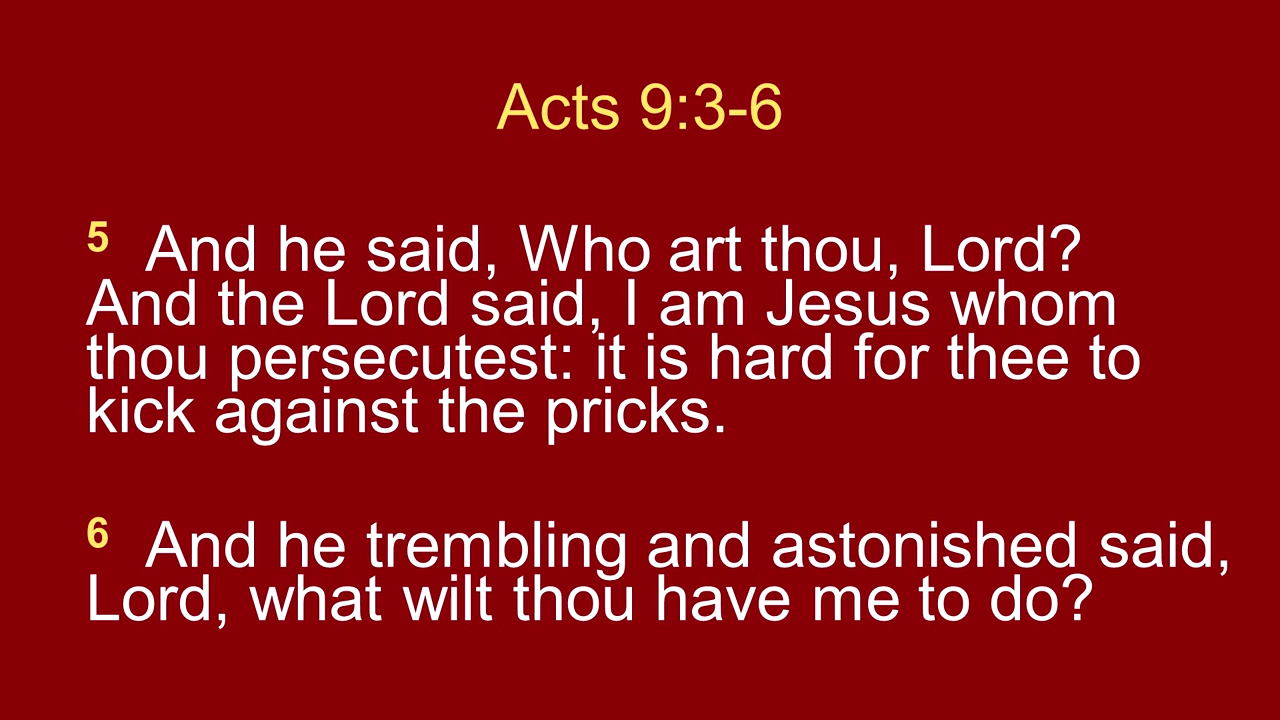 Acts 9:3-6
5 And he said, Who art thou, Lord?
And the Lord said, I am Jesus whom
thou persecutest: it is hard for thee to
kick against the pricks.
6 And he trembling and astonished said,
Lord, what wilt thou have me to do?